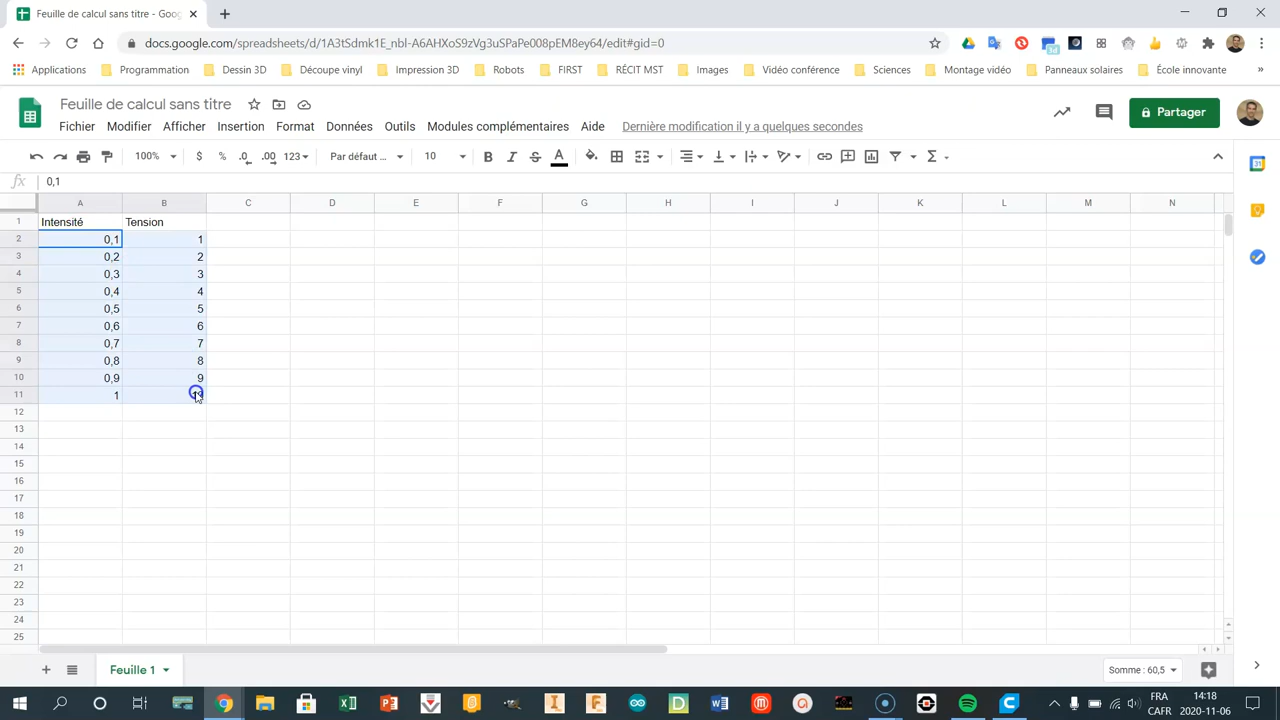 Feuille de calcul sans titre - Goog
docs.google.com/spreadsheets/d/1A3tSdmk1E_nbl-A6AHXoS9zVg3uSPaPe008pEM8ey64/edit#gid=0
Applications Programmation Dessin 3D Découpe vinyl Impression 3D Robots FIRST RÉCIT MST Images Vidéo conférence Sciences Montage vidéo Panneaux solaires École innovante »
Feuille de calcul sans titre
Fichier Modifier Afficher Insertion Format Données Outils Modules complémentaires Aide Dernière modification il y a quelques secondes
Partager
100% $ % .0 .00 123 Par défaut ... 10 B I S A
fx 0,1
A B C D E F G H I J K L M N
1 Intensité Tension
2 0,1 1
3 0,2 2
4 0,3 3
5 0,4 4
6 0,5 5
7 0,6 6
8 0,7 7
9 0,8 8
10 0,9 9
11 1
12
13
14
15
16
17
18
19
20
21
22
23
24
25
Feuille 1 Somme : 60,5
FRA 14:18
CAFR 2020-11-06